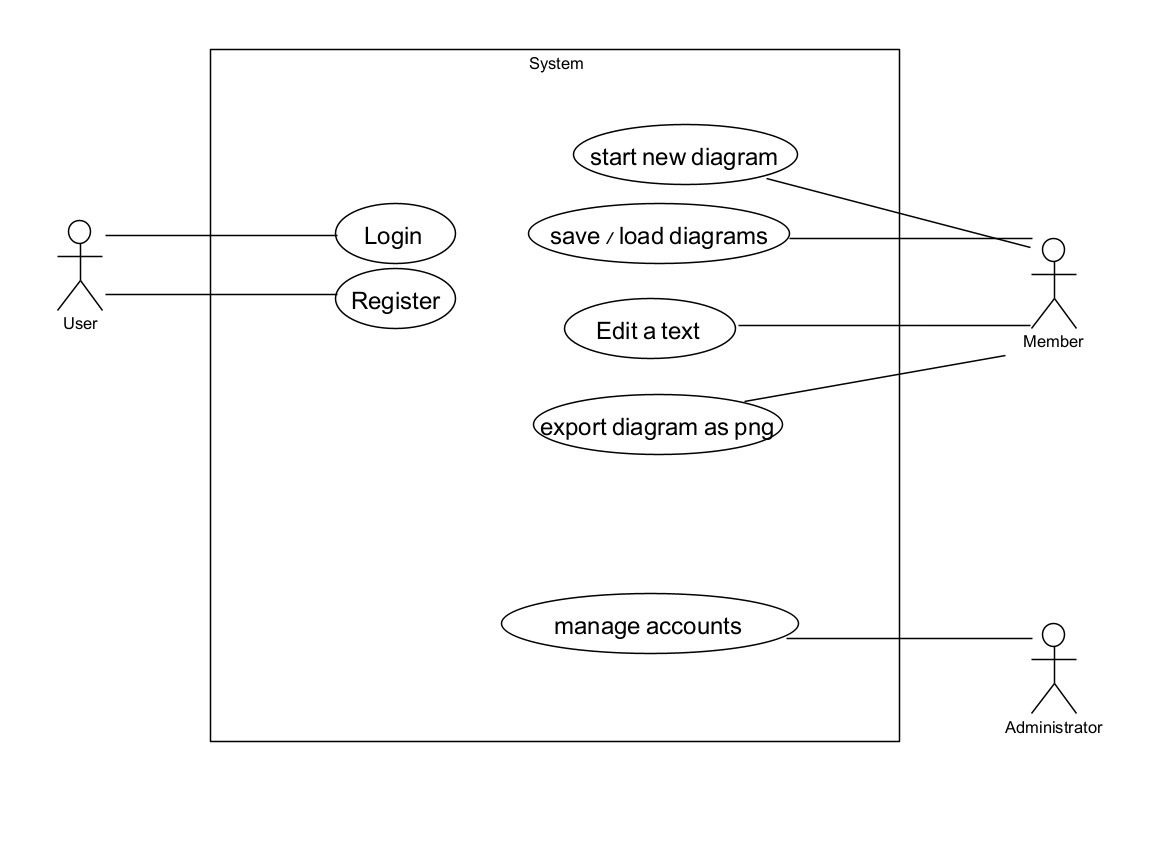 System
start new diagram
Login
save / load diagrams
Register
User
Edit a text
Member
export diagram as png
manage accounts
Administrator